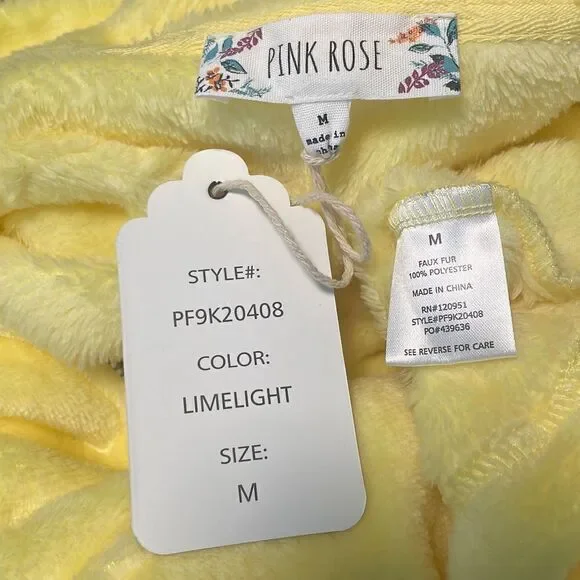 PINK ROSE
M
made in
STYLE#:
PF9K20408
COLOR:
LIMELIGHT
SIZE:
M
M
FAUX FUR
100% POLYESTER
MADE IN CHINA
RN#120951
STYLE#PF9K20408
PO#439636
SEE REVERSE FOR CARE